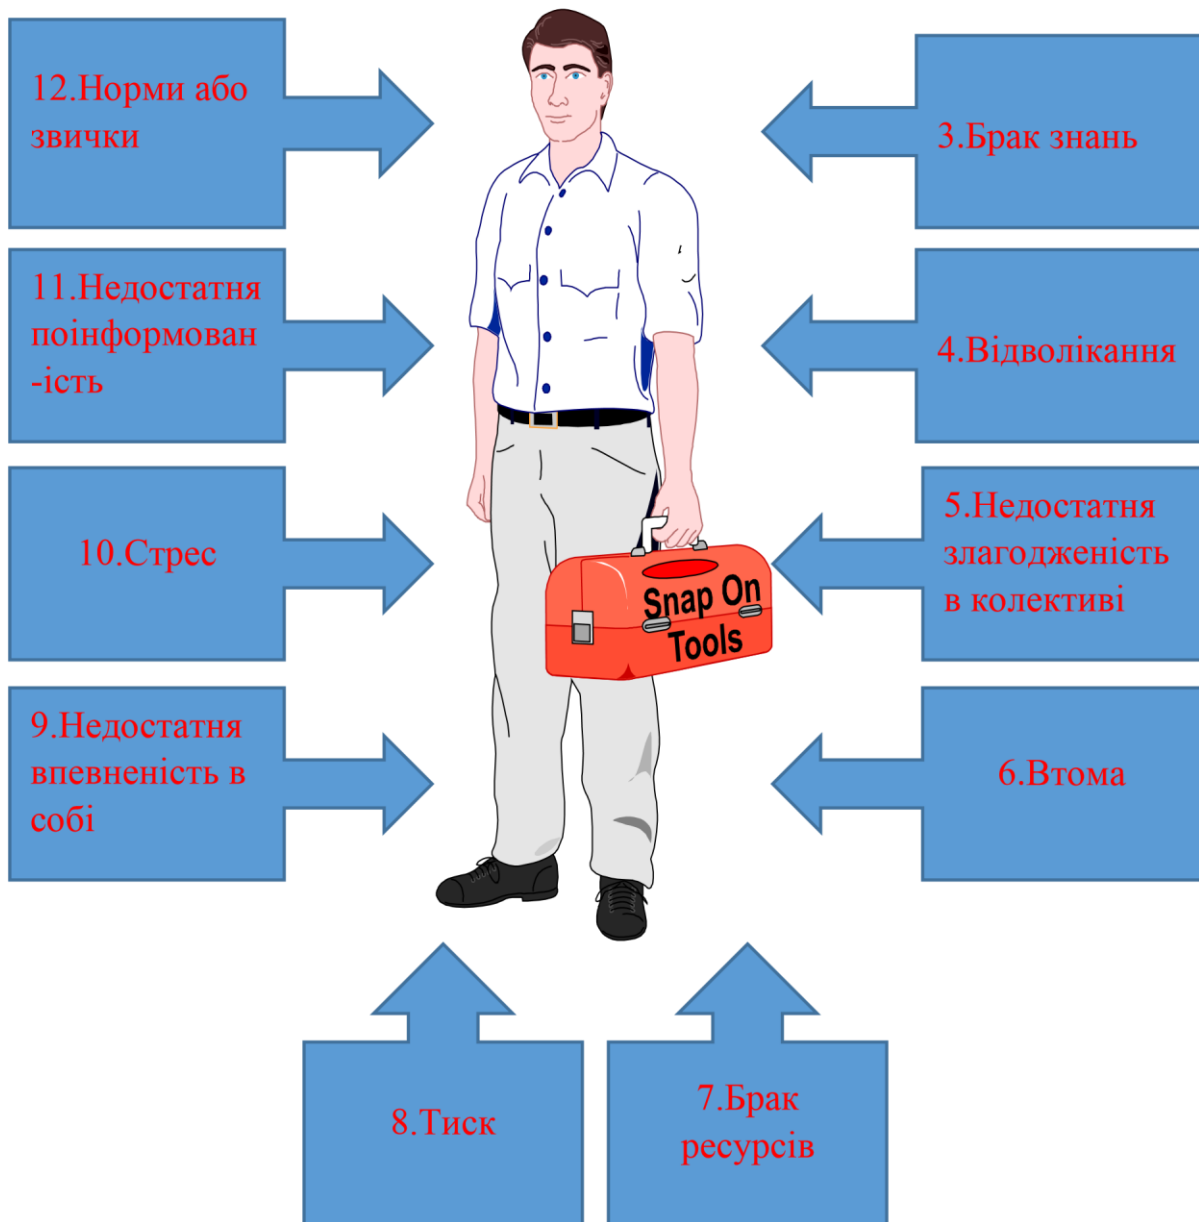 12.Норми або
звички
3.Брак знань
11.Недостатня
поінформован
-ість
4.Відволікання
10.Стрес
5.Недостатня
злагодженість
в колективі
Snap On
Tools
9.Недостатня
впевненість в
собі
6.Втома
8.Тиск
7.Брак
ресурсів